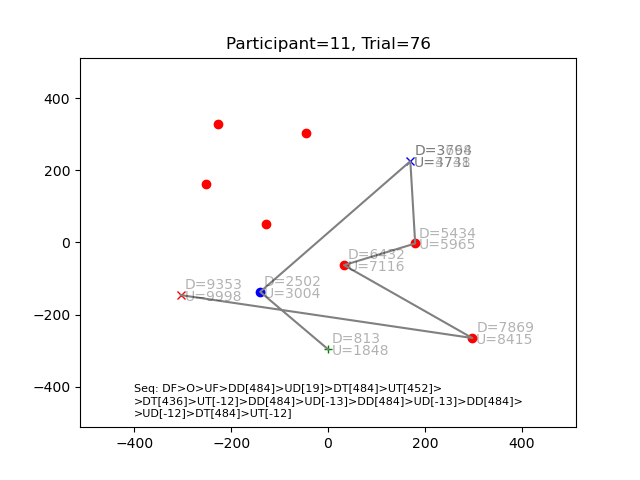 Participant=11, Trial=76
400
200
0
−200
−400
D=813
U=1848
D=2502
U=3004
D=5434
U=5965
D=6432
U=7116
D=7869
U=8415
D=9353
U=9998
Seq: DF>O>UF>DD[484]>UD[19]>DT[484]>UT[452]>
>DT[436]>UT[-12]>DD[484]>UD[-13]>DD[484]>UD[-13]>DD[484]>
>UD[-12]>DT[484]>UT[-12]
−400
−200
0
200
400